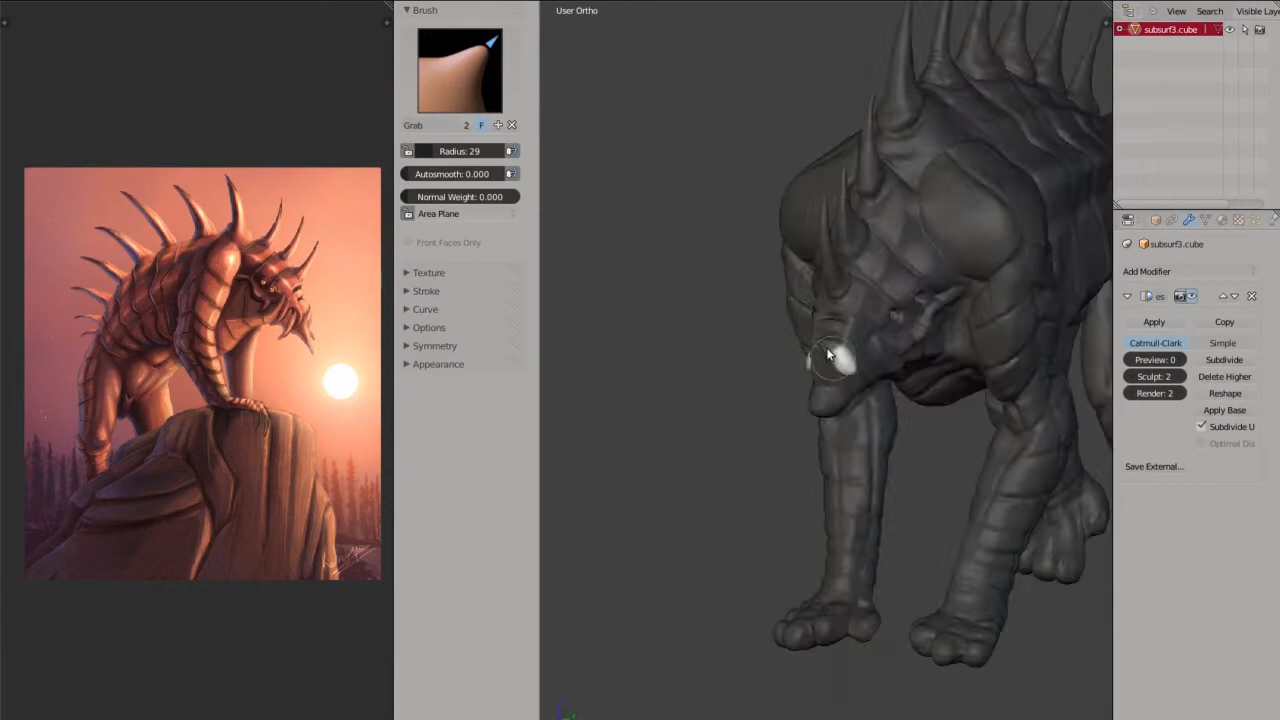 Brush
Grab 2 F
Radius: 29
Autosmooth: 0.000
Normal Weight: 0.000
Area Plane
Front Faces Only
Texture
Stroke
Curve
Options
Symmetry
Appearance
User Ortho
View Search Visible Laye
subsurf3.cube
subsurf3.cube
Add Modifier
es
Apply Copy
Catmull-Clark Simple
Preview: 0 Subdivide
Sculpt: 2 Delete Higher
Render: 2 Reshape
Apply Base
Subdivide U
Optimal Dis
Save External...